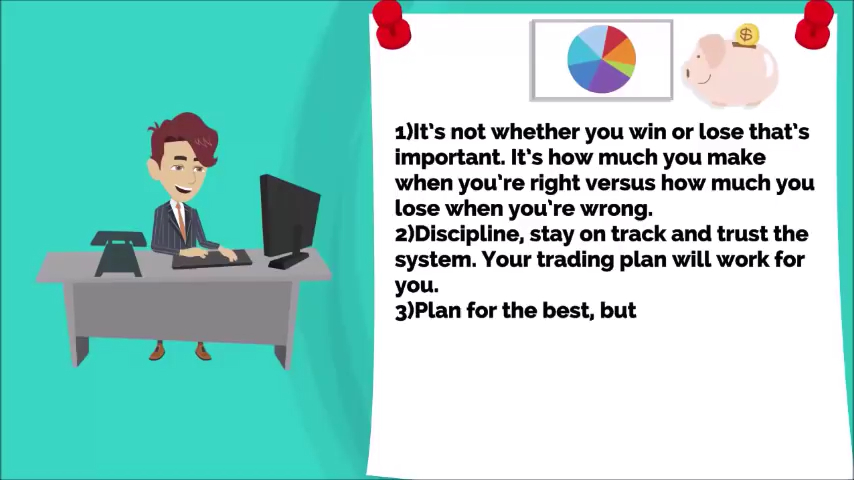 1)It's not whether you win or lose that's
important. It's how much you make
when you're right versus how much you
lose when you're wrong.
2)Discipline, stay on track and trust the
system. Your trading plan will work for
you.
3)Plan for the best, but
$